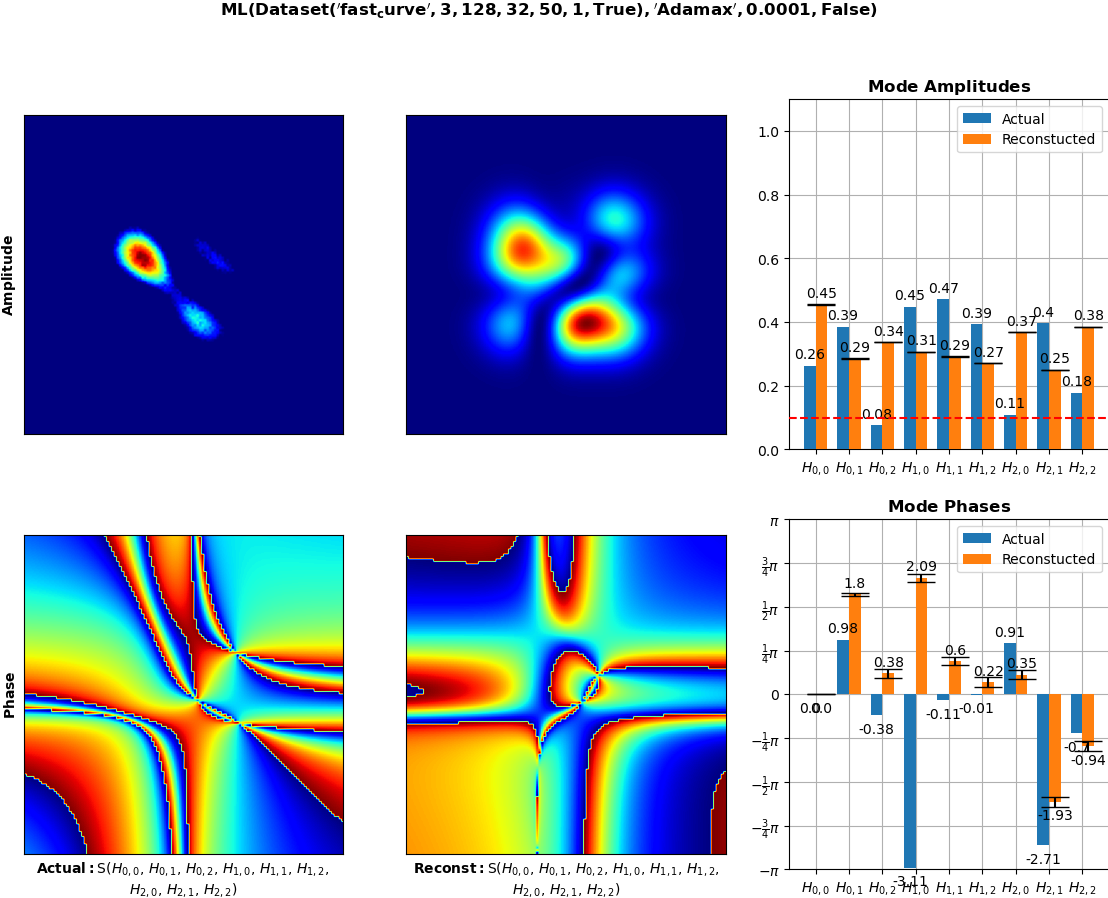 ML(Dataset('fast_curve', 3, 128, 32, 50, 1, True), 'Adamax', 0.0001, False)
Amplitude
Mode Amplitudes
Actual
Reconstucted
1.0
0.8
0.6
0.4
0.2
0.0
0.26
0.45
0.39
0.29
0.08
0.34
0.45
0.31
0.47
0.29
0.39
0.27
0.11
0.37
0.4
0.25
0.18
0.38
H0,0 H0,1 H0,2 H1,0 H1,1 H1,2 H2,0 H2,1 H2,2
Phase
Mode Phases
Actual
Reconstucted
π
3/4π
1/2π
1/4π
0
−1/4π
−1/2π
−3/4π
−π
0.0
0.0
0.98
1.8
-0.38
0.38
-3.11
2.09
-0.11
0.6
-0.01
0.22
0.91
0.35
-2.71
-1.93
-0.7
-0.94
H0,0 H0,1 H0,2 H1,0 H1,1 H1,2 H2,0 H2,1 H2,2
Actual: S(H0,0, H0,1, H0,2, H1,0, H1,1, H1,2,
H2,0, H2,1, H2,2)
Reconst: S(H0,0, H0,1, H0,2, H1,0, H1,1, H1,2,
H2,0, H2,1, H2,2)